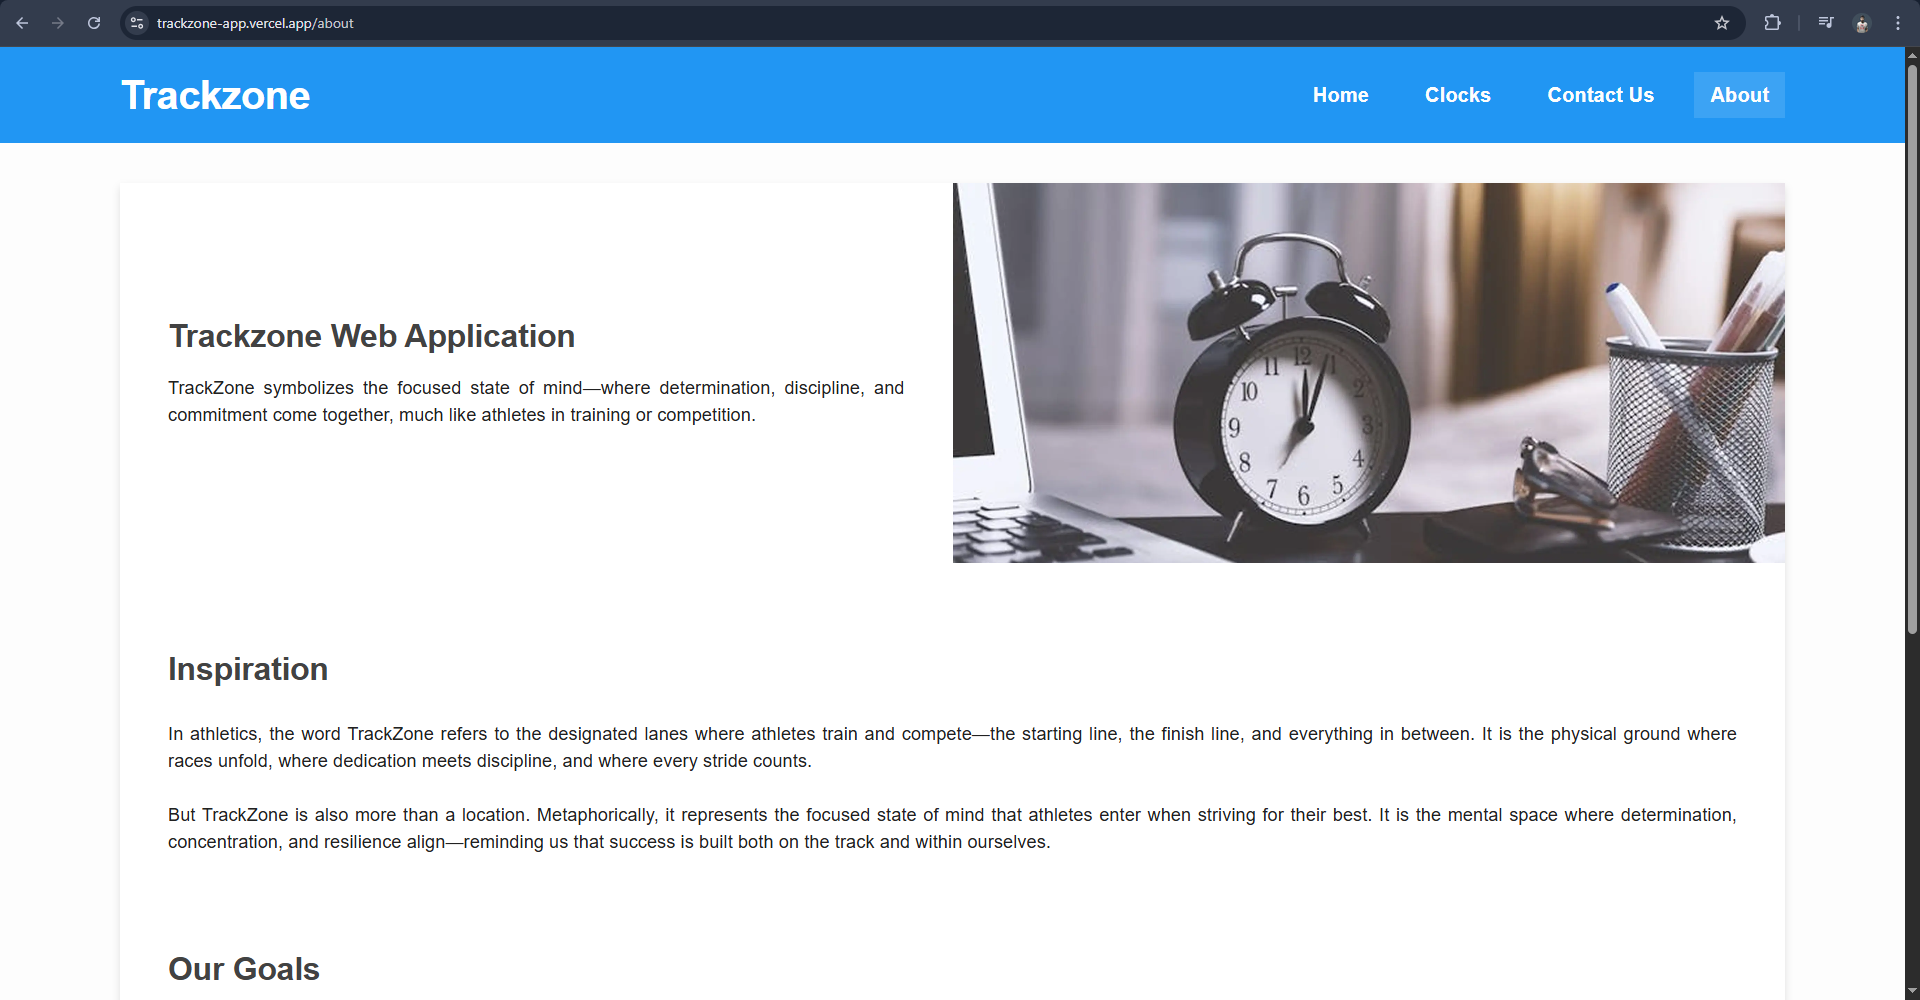 trackzone-app.vercel.app/about
Trackzone
Home Clocks Contact Us About
Trackzone Web Application
TrackZone symbolizes the focused state of mind—where determination, discipline, and
commitment come together, much like athletes in training or competition.
12
1
2
3
4
5
6
7
8
9
10
11
Inspiration
In athletics, the word TrackZone refers to the designated lanes where athletes train and compete—the starting line, the finish line, and everything in between. It is the physical ground where
races unfold, where dedication meets discipline, and where every stride counts.
But TrackZone is also more than a location. Metaphorically, it represents the focused state of mind that athletes enter when striving for their best. It is the mental space where determination,
concentration, and resilience align—reminding us that success is built both on the track and within ourselves.
Our Goals